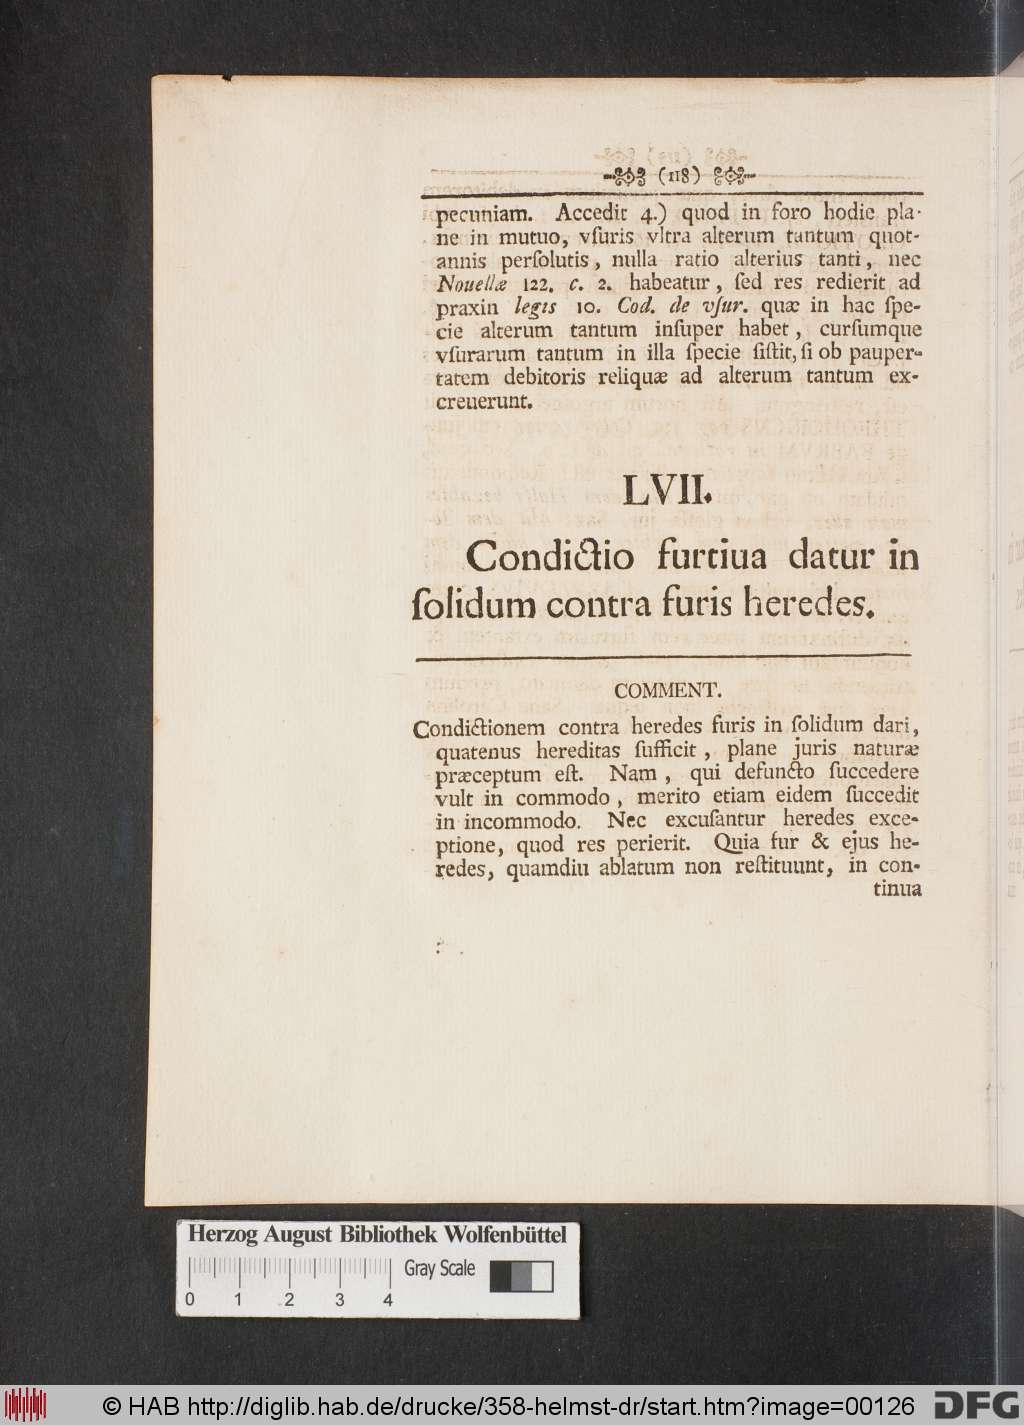 (118)
pecuniam. Accedit 4.) quod in foro hodie pla-
ne in mutuo, vſuris vltra alterum tantum quot-
annis perſolutis, nulla ratio alterius tanti, nec
Nouellæ 122. c. 2. habeatur, ſed res redierit ad
praxin legis 10. Cod. de vſur. quæ in hac ſpe-
cie alterum tantum inſuper habet, curſumque
vſurarum tantum in illa ſpecie ſiſtit, ſi ob pauper-
tatem debitoris reliquæ ad alterum tantum ex-
creuerunt.
LVII.
Condictio furtiua datur in
ſolidum contra furis heredes.
COMMENT.
Condictionem contra heredes furis in ſolidum dari,
quatenus hereditas ſufficit, plane juris naturæ
præceptum eſt. Nam, qui defuncto ſuccedere
vult in commodo, merito etiam eidem ſuccedit
in incommodo. Nec excuſantur heredes exce-
ptione, quod res perierit. Quia fur & ejus he-
redes, quamdiu ablatum non reſtituunt, in con-
tinua
Herzog August Bibliothek Wolfenbüttel
Gray Scale
0 1 2 3 4
© HAB http://diglib.hab.de/drucke/358-helmst-dr/start.htm?image=00126
DFG